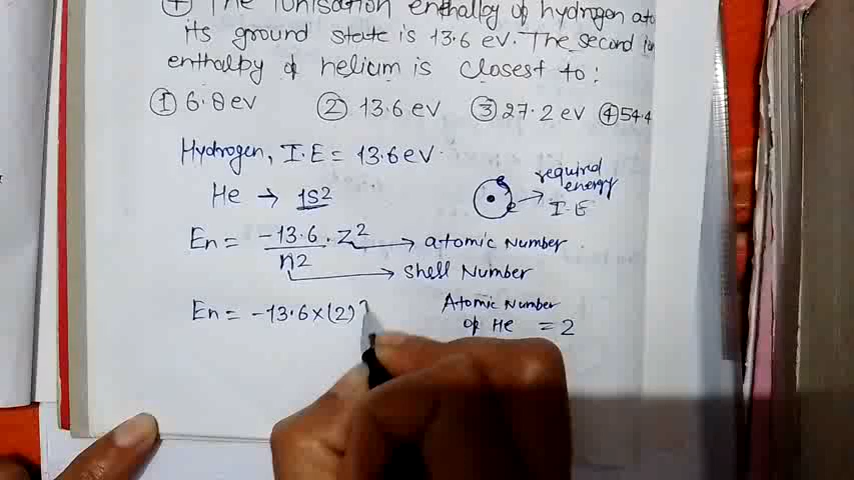 The Ionisation enthalpy of hydrogen ato
its ground state is 13.6 eV. The second
enthalpy of helium is closest to:
① 6.8 eV ② 13.6 eV ③ 27.2 eV ④ 54.4
Hydrogen, I.E = 13.6 eV.
He → 1s2
required
energy
I.E
e
e
En = -13.6 . Z2 → atomic Number
n2 → shell Number
En = -13.6 × (2)
Atomic Number
of He = 2